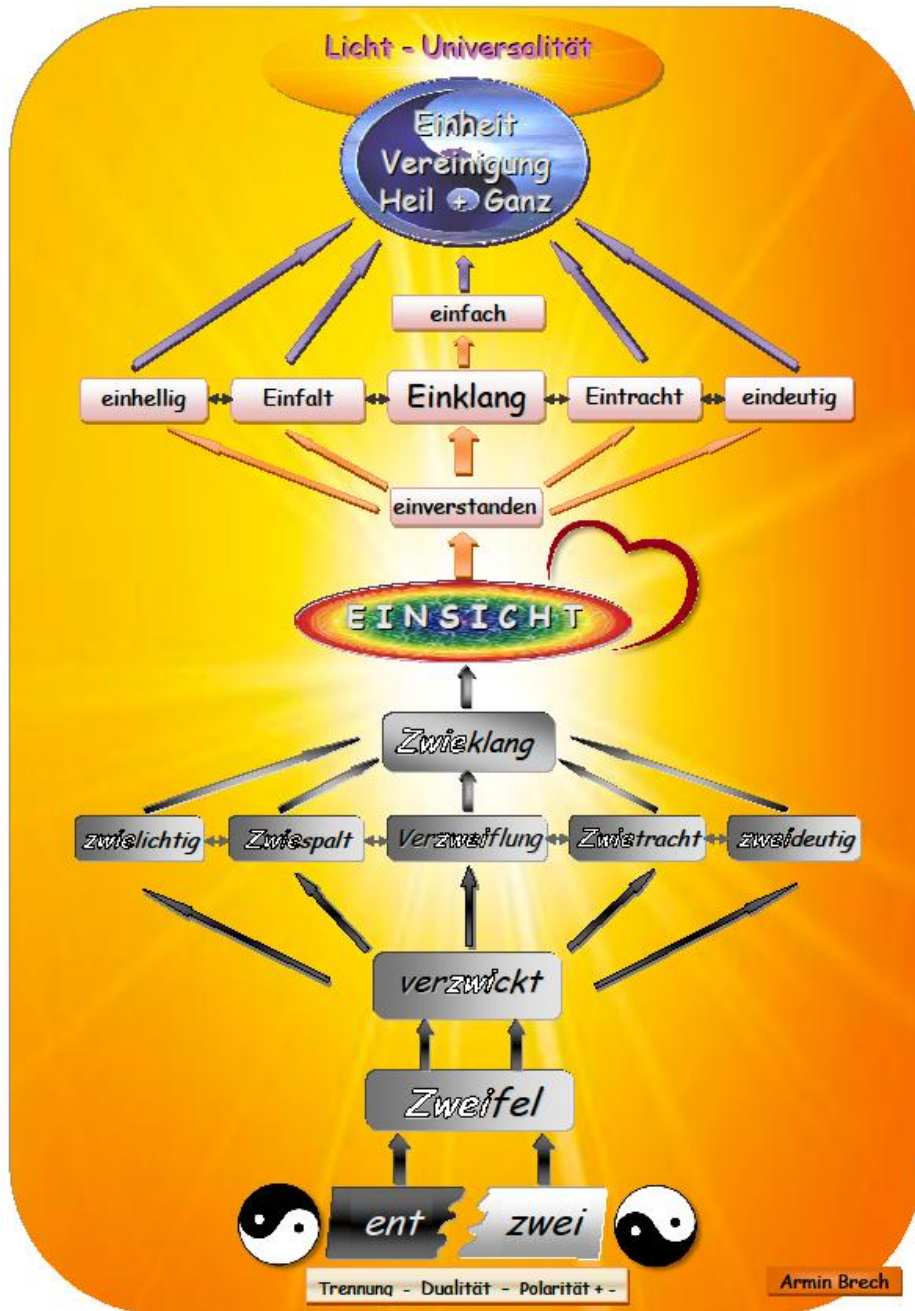 Licht - Universalität
Einheit
Vereinigung
Heil + Ganz
einfach
einhellig Einfalt Einklang Eintracht eindeutig
einverstanden
EINSICHT
Zwieklang
zwielichtig Zwiespalt Verzweiflung Zwietracht zweideutig
verzwickt
Zweifel
ent zwei
Trennung - Dualität - Polarität + -
Armin Brech